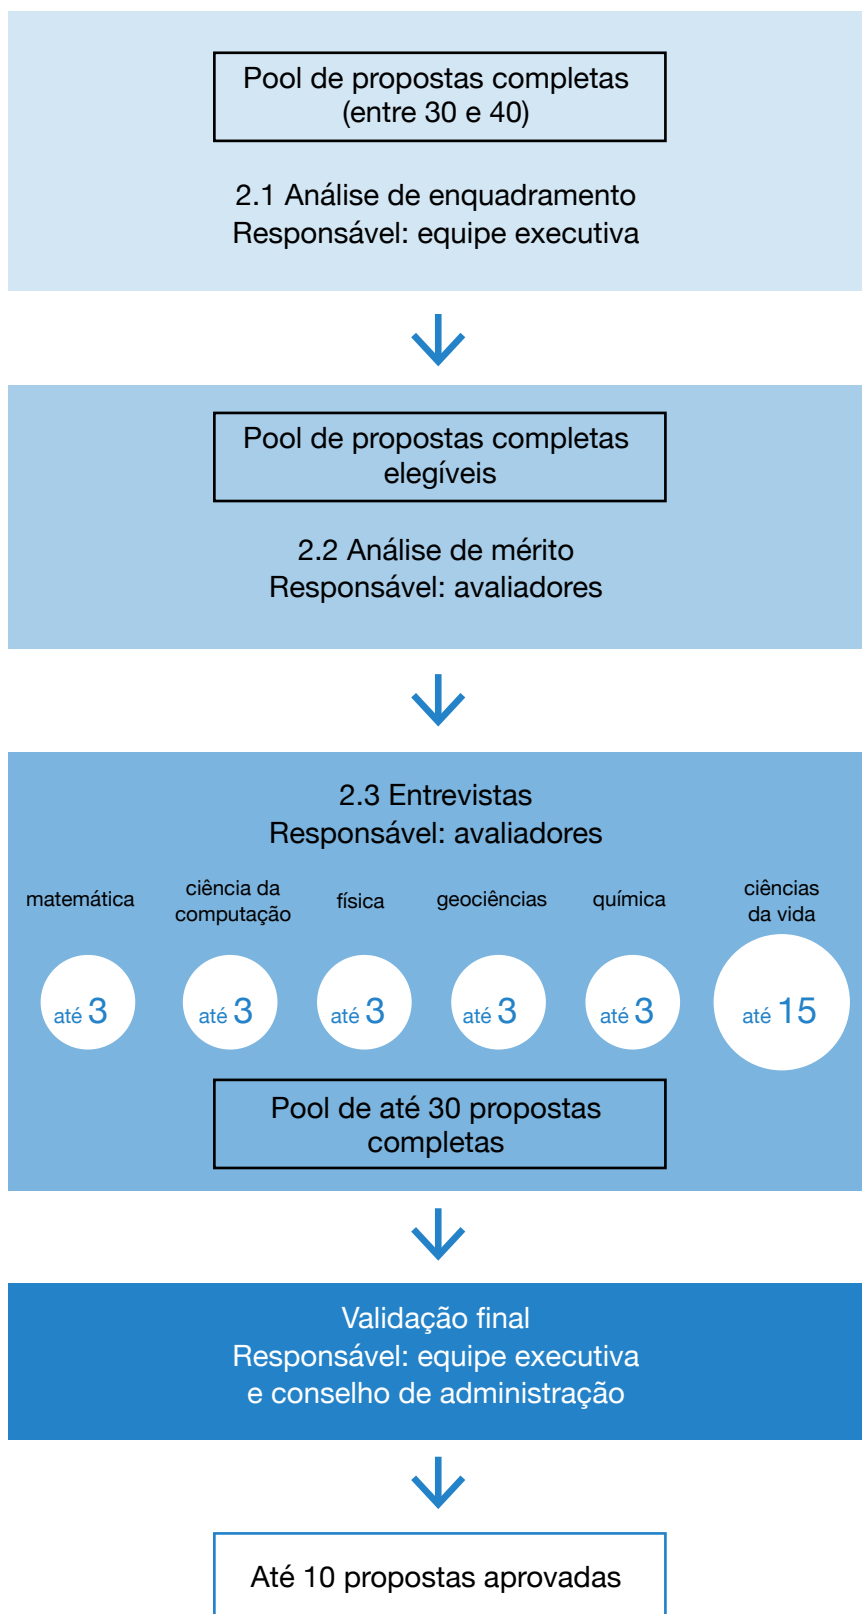 Pool de propostas completas
(entre 30 e 40)
2.1 Análise de enquadramento
Responsável: equipe executiva
Pool de propostas completas
elegíveis
2.2 Análise de mérito
Responsável: avaliadores
2.3 Entrevistas
Responsável: avaliadores
matemática
ciência da
computação
física
geociências
química
ciências
da vida
até 3
até 3
até 3
até 3
até 3
até 15
Pool de até 30 propostas
completas
Validação final
Responsável: equipe executiva
e conselho de administração
Até 10 propostas aprovadas